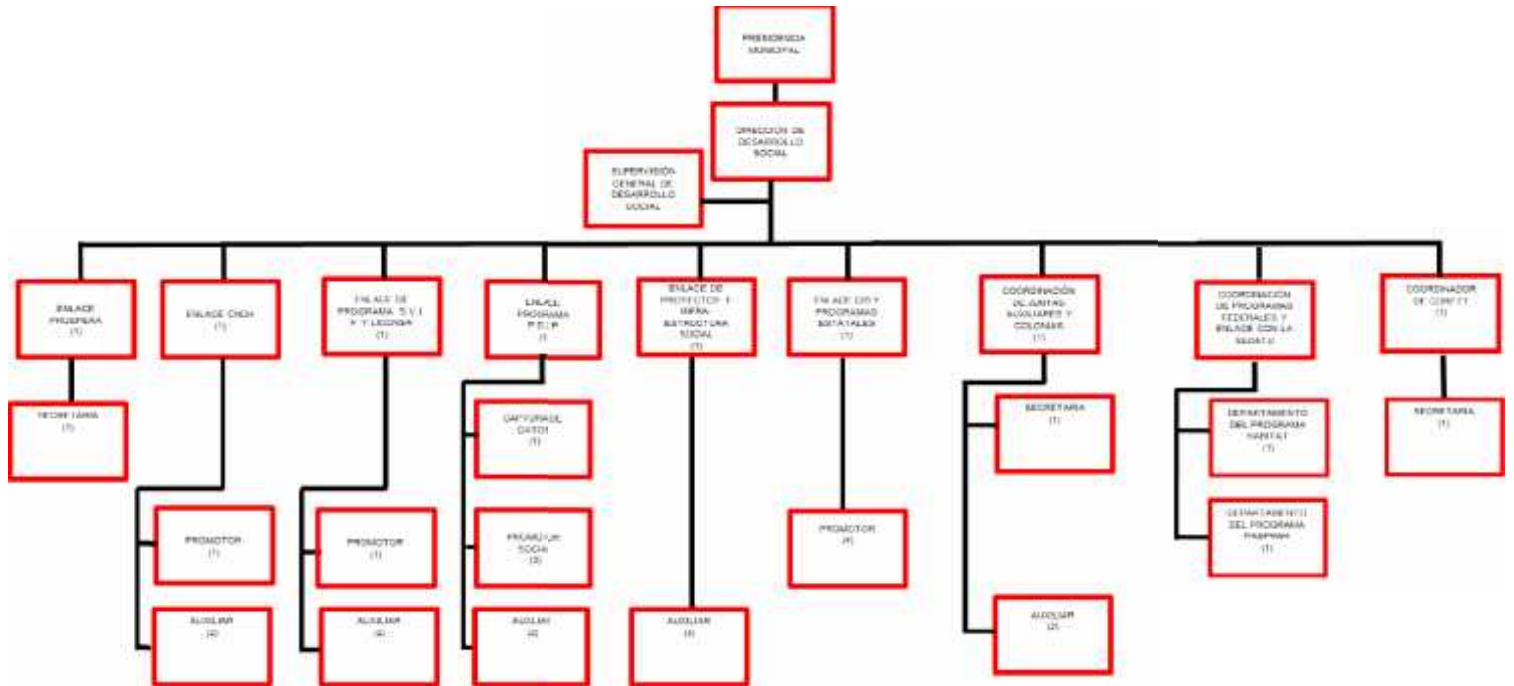 PRESIDENCIA
MUNICIPAL
DIRECCIÓN DE
DESARROLLO
SOCIAL
SUPERVISIÓN
GENERAL DE
DESARROLLO
SOCIAL
ENLACE
PROSPERA
(1)
ENLACE CNCH
(1)
ENLACE DE
PROGRAMA S.V.I
(1)
ENLACE
PROGRAMA
ENLACE DE
PROYECTOS E
INFRA-
ESTRUCTURA
SOCIAL
(1)
ENLACE CIS Y
PROGRAMAS
ESTATALES
(1)
COORDINACIÓN
DE JUNTAS
AUXILIARES Y
COLONIAS
(1)
COORDINACIÓN
DE PROGRAMAS
FEDERALES Y
ENLACE CON LA
SEDATU
COORDINADOR
(1)
SECRETARIA
(1)
CAPTURA DE
(1)
SECRETARIA
(1)
DEPARTAMENTO
DEL PROGRAMA
HABITAT
(1)
SECRETARIA
(1)
PROMOTOR
(1)
PROMOTOR
(1)
PROMOTOR
DEPARTAMENTO
DEL PROGRAMA
(1)
AUXILIAR
AUXILIAR
AUXILIAR
AUXILIAR
AUXILIAR
(2)